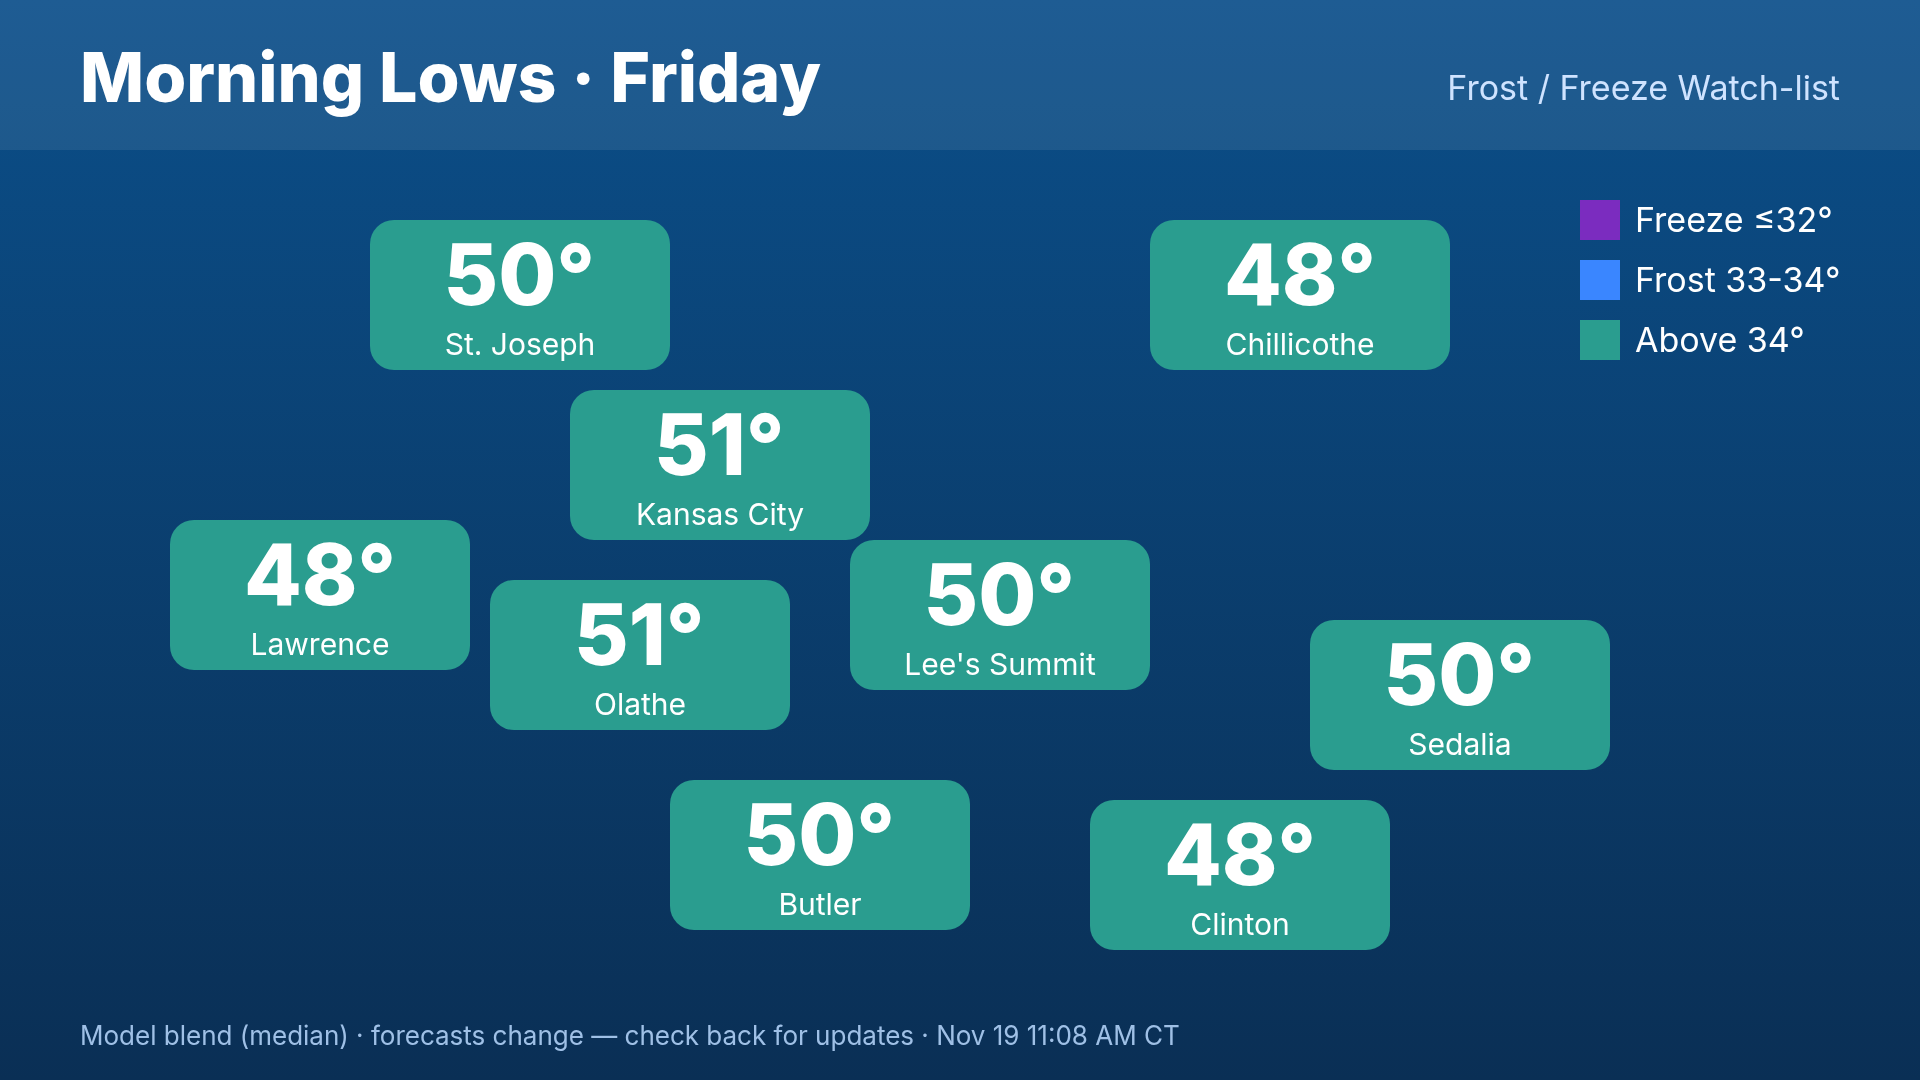 Morning Lows · Friday
Frost / Freeze Watch-list
Freeze ≤32°
Frost 33-34°
Above 34°
50°
St. Joseph
48°
Chillicothe
51°
Kansas City
48°
Lawrence
51°
Olathe
50°
Lee's Summit
50°
Sedalia
50°
Butler
48°
Clinton
Model blend (median) · forecasts change — check back for updates · Nov 19 11:08 AM CT